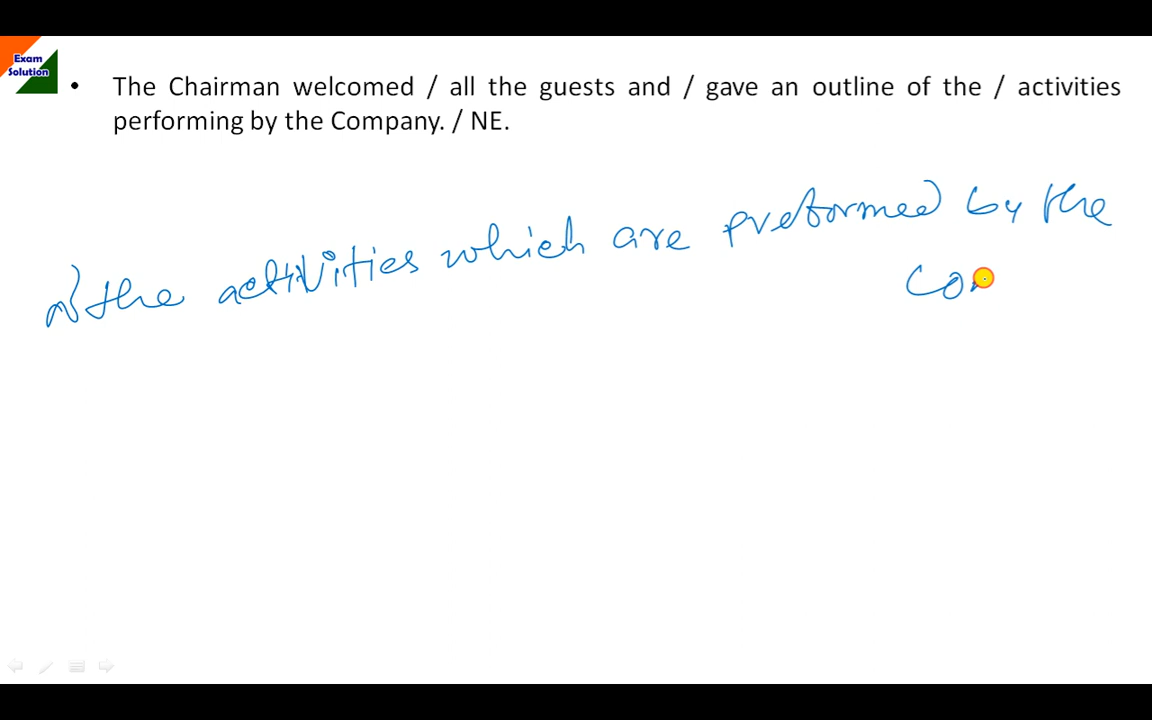 Exam
Solution
• The Chairman welcomed / all the guests and / gave an outline of the / activities
performing by the Company. / NE.
the activities which are preformed by the
Con